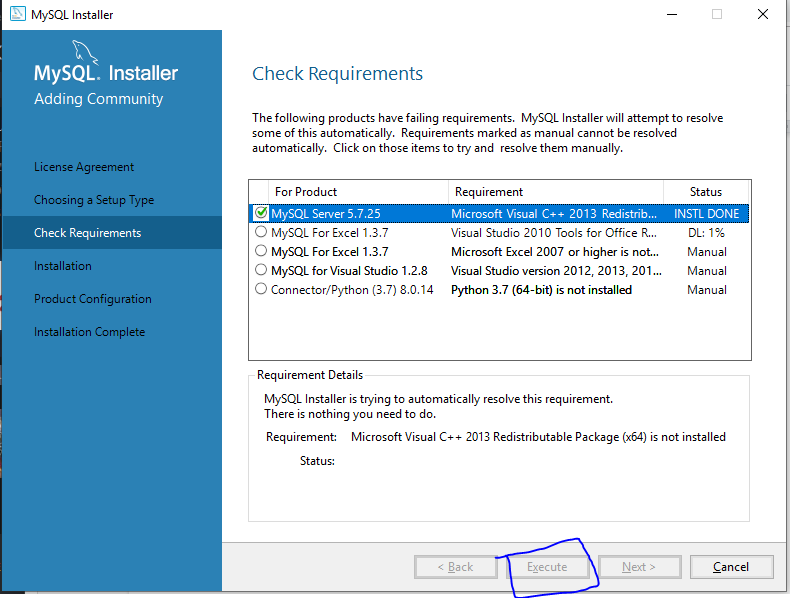 MySQL Installer
MySQL. Installer
Adding Community
License Agreement
Choosing a Setup Type
Check Requirements
Installation
Product Configuration
Installation Complete
Check Requirements
The following products have failing requirements. MySQL Installer will attempt to resolve
some of this automatically. Requirements marked as manual cannot be resolved
automatically. Click on those items to try and resolve them manually.
For Product Requirement Status
MySQL Server 5.7.25 Microsoft Visual C++ 2013 Redistrib... INSTL DONE
MySQL For Excel 1.3.7 Visual Studio 2010 Tools for Office R... DL: 1%
MySQL For Excel 1.3.7 Microsoft Excel 2007 or higher is not... Manual
MySQL for Visual Studio 1.2.8 Visual Studio version 2012, 2013, 201... Manual
Connector/Python (3.7) 8.0.14 Python 3.7 (64-bit) is not installed Manual
Requirement Details
MySQL Installer is trying to automatically resolve this requirement.
There is nothing you need to do.
Requirement: Microsoft Visual C++ 2013 Redistributable Package (x64) is not installed
Status:
< Back Execute Next > Cancel